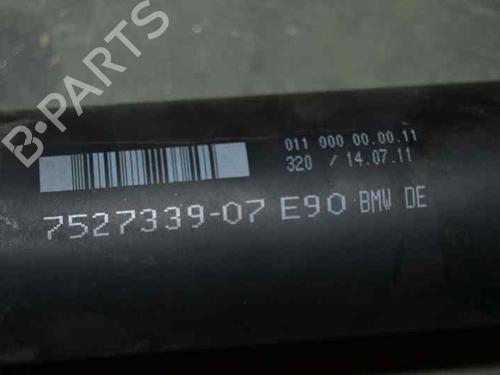 B-PARTS
011 000 00.00.11
320 / 14.07.11
7527339-07 E90 BMW DE